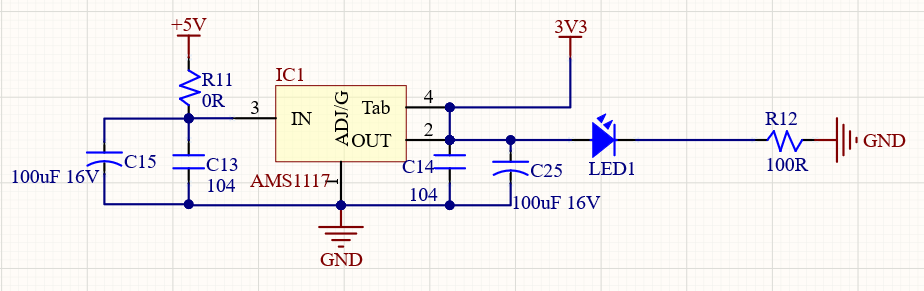 +5V
3V3
R11
0R
IC1
3
IN
ADJ/G
Tab
4
OUT
2
1
AMS1117
C15
100uF 16V
C13
104
C14
104
C25
100uF 16V
LED1
R12
100R
GND
GND